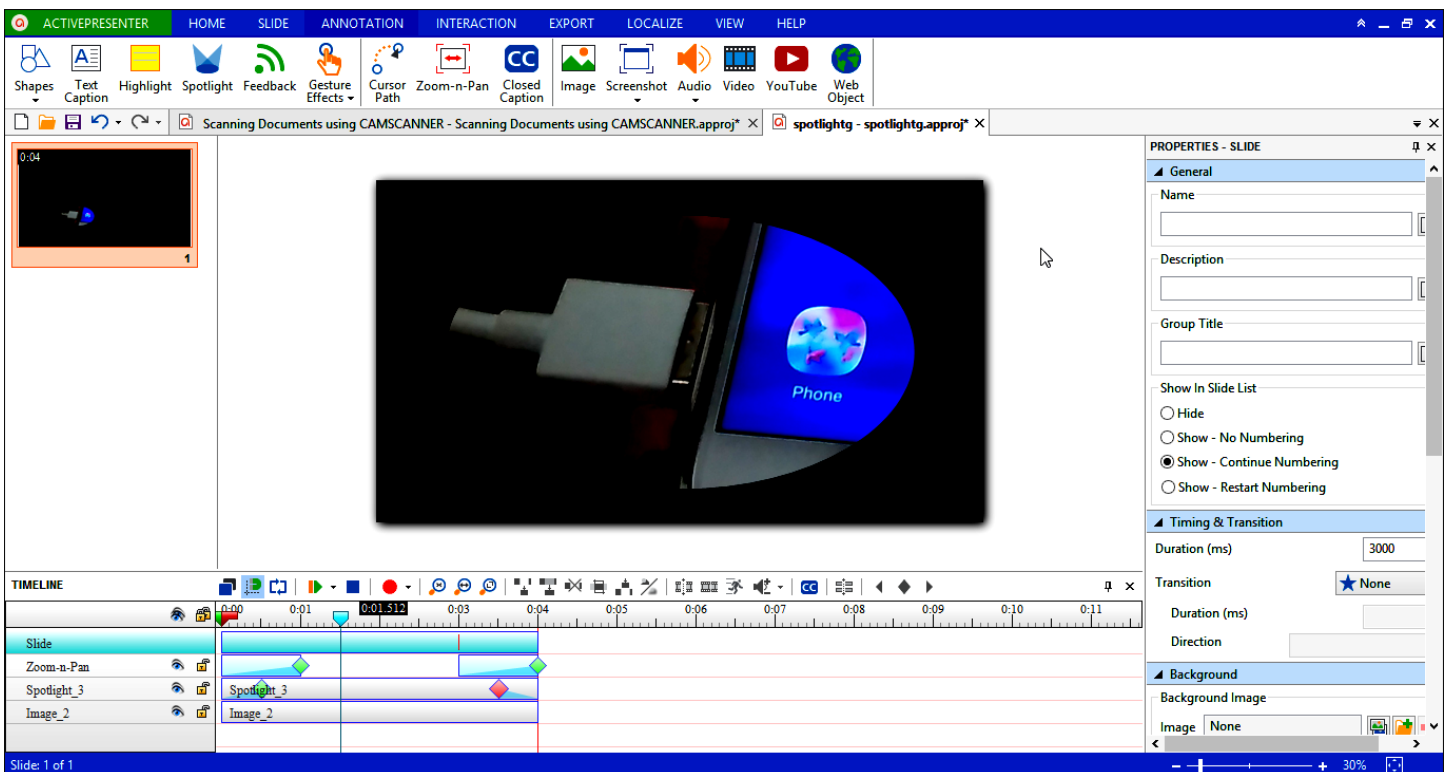 ACTIVEPRESENTER HOME SLIDE ANNOTATION INTERACTION EXPORT LOCALIZE VIEW HELP
Shapes Text Caption Highlight Spotlight Feedback Gesture Effects Cursor Path Zoom-n-Pan CC Closed Caption Image Screenshot Audio Video YouTube Web Object
Scanning Documents using CAMSCANNER - Scanning Documents using CAMSCANNER.approj* spotlightg - spotlightg.approj*
0:04
1
Phone
PROPERTIES - SLIDE
General
Name
Description
Group Title
Show In Slide List
Hide
Show - No Numbering
Show - Continue Numbering
Show - Restart Numbering
Timing & Transition
Duration (ms) 3000
Transition None
Duration (ms)
Direction
Background
Background Image
Image None
TIMELINE CC
0:00 0:01 0:01.512 0:03 0:04 0:05 0:06 0:07 0:08 0:09 0:10 0:11
Slide
Zoom-n-Pan
Spotlight_3 Spotlight_3
Image_2 Image_2
Slide: 1 of 1 30%